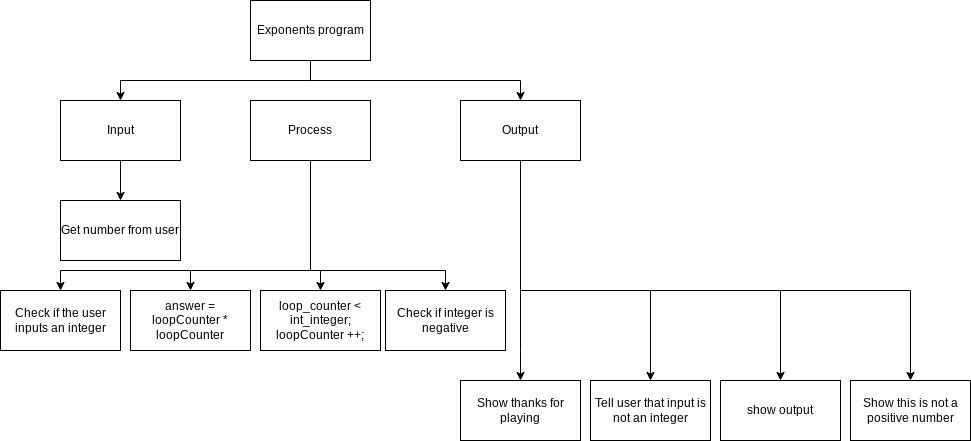 Exponents program
Input
Process
Output
Get number from user
Check if the user
inputs an integer
answer =
loopCounter *
loopCounter
loop_counter <
int_integer;
loopCounter ++;
Check if integer is
negative
Show thanks for
playing
Tell user that input is
not an integer
show output
Show this is not a
positive number